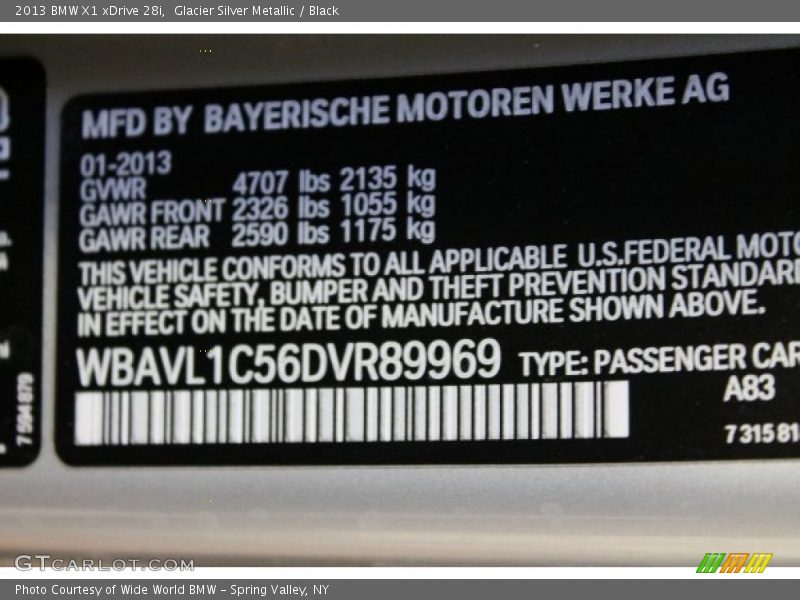 2013 BMW X1 xDrive 28i, Glacier Silver Metallic / Black
MFD BY BAYERISCHE MOTOREN WERKE AG
01-2013
GVWR 4707 lbs 2135 kg
GAWR FRONT 2326 lbs 1055 kg
GAWR REAR 2590 lbs 1175 kg
THIS VEHICLE CONFORMS TO ALL APPLICABLE U.S.FEDERAL MOTO
VEHICLE SAFETY, BUMPER AND THEFT PREVENTION STANDAR
IN EFFECT ON THE DATE OF MANUFACTURE SHOWN ABOVE.
WBAVL1C56DVR89969 TYPE: PASSENGER CAR
A83
7 315 81
7 594 879
GTCARLOT.COM
Photo Courtesy of Wide World BMW - Spring Valley, NY